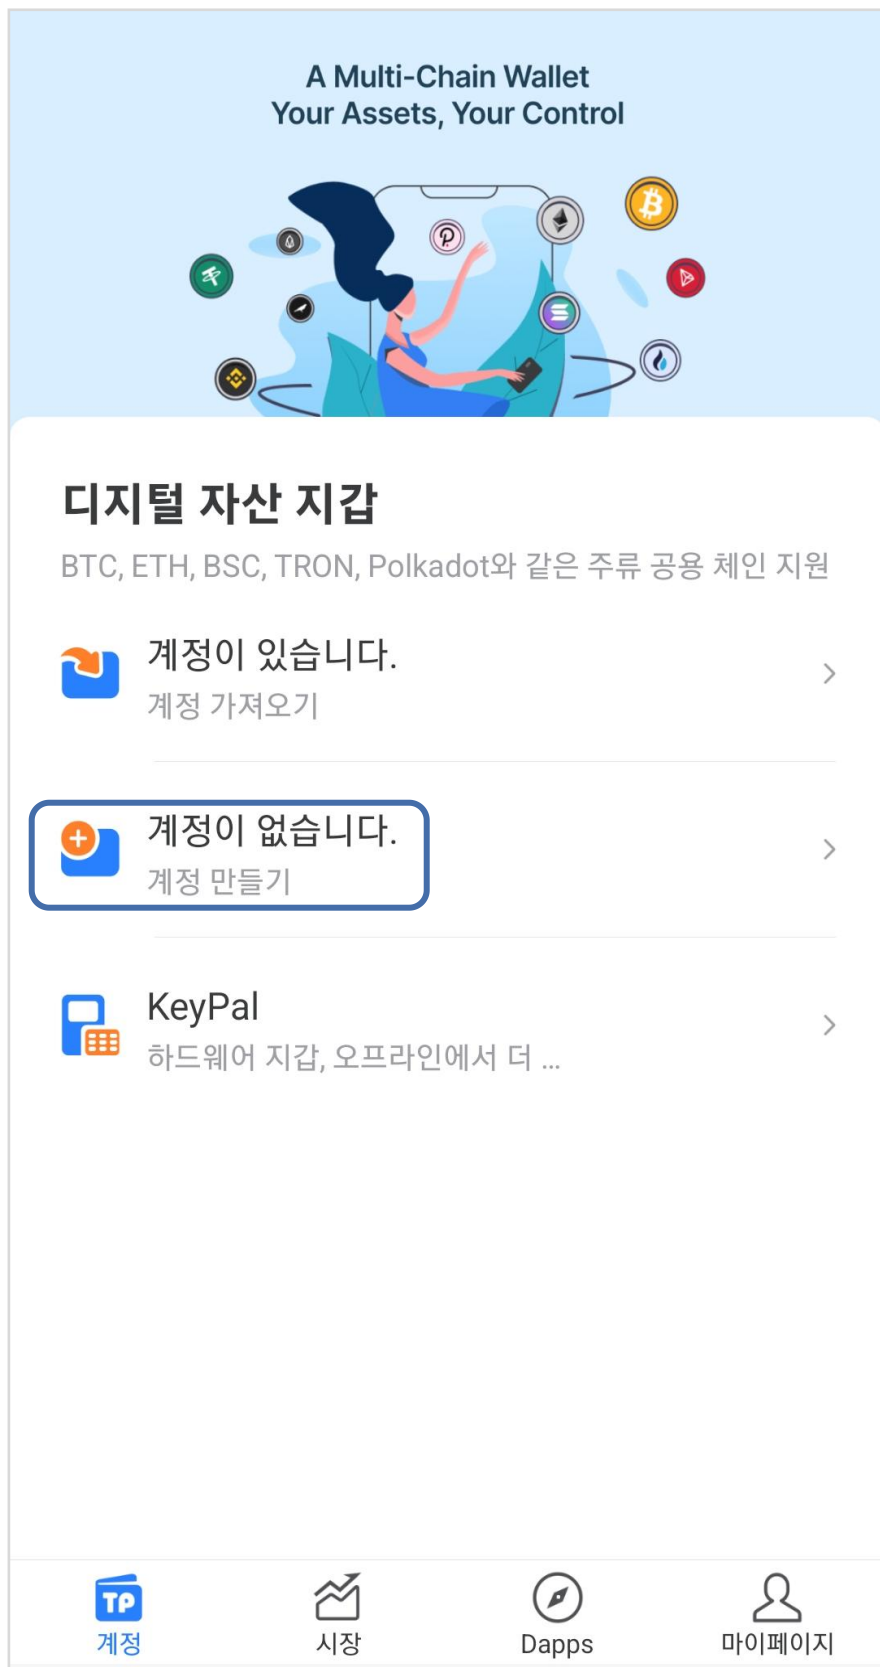 A Multi-Chain Wallet
Your Assets, Your Control
디지털 자산 지갑
BTC, ETH, BSC, TRON, Polkadot와 같은 주류 공용 체인 지원
계정이 있습니다.
계정 가져오기
계정이 없습니다.
계정 만들기
KeyPal
하드웨어 지갑, 오프라인에서 더 ...
TP
계정
시장
Dapps
마이페이지